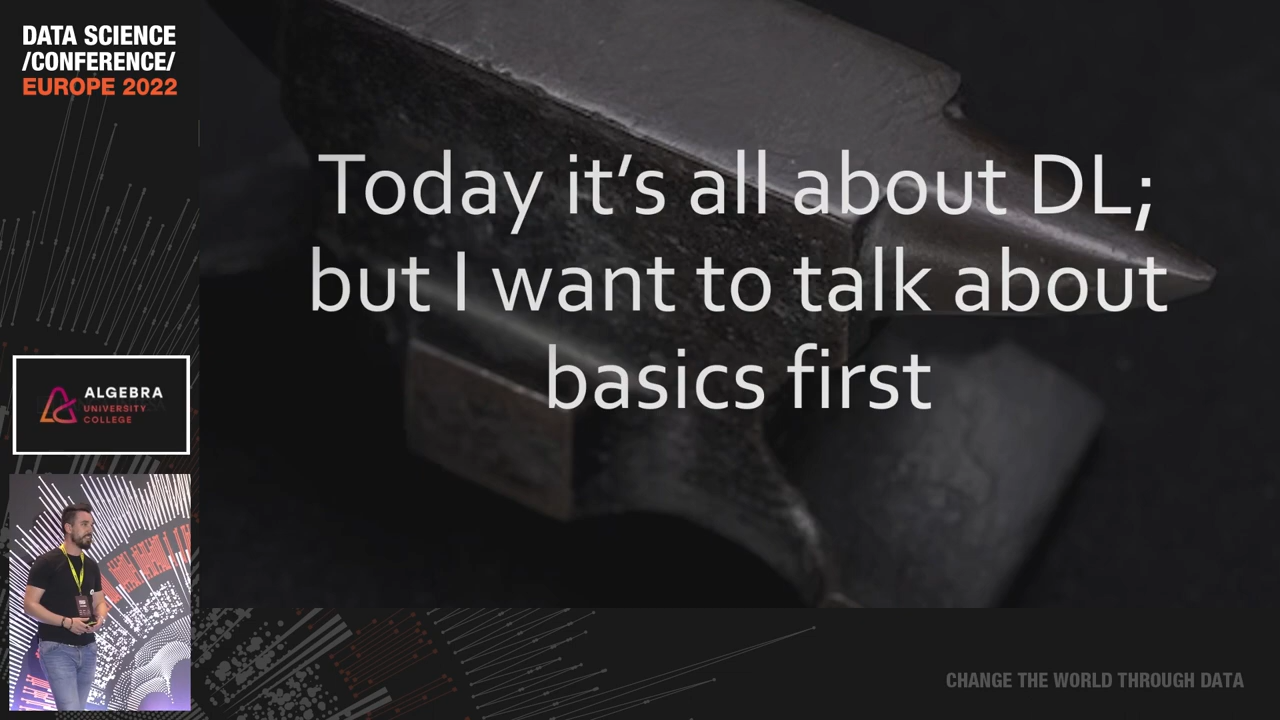 DATA SCIENCE
/CONFERENCE/
EUROPE 2022
Today it’s all about DL;
but I want to talk about
basics first
ALGEBRA
UNIVERSITY
COLLEGE
CHANGE THE WORLD THROUGH DATA